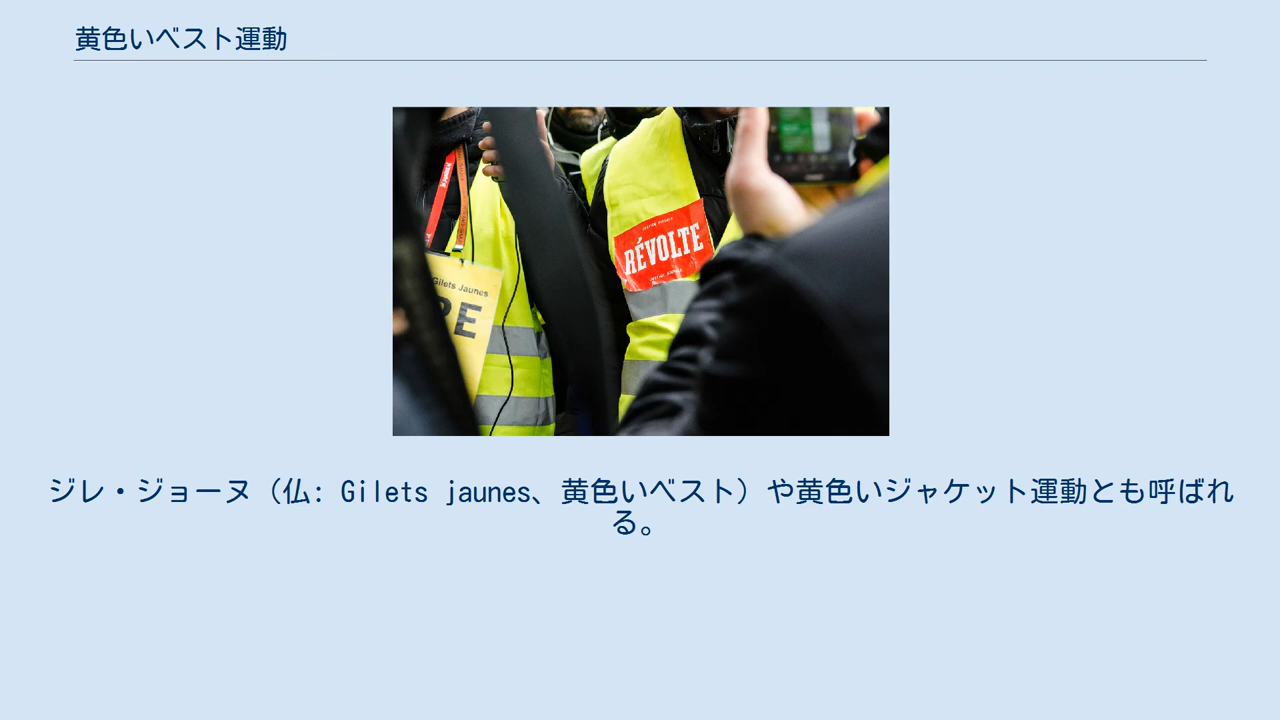 黄色いベスト運動
RÉVOLTE
Gilets Jaunes
PE
ジレ・ジョーヌ（仏: Gilets jaunes、黄色いベスト）や黄色いジャケット運動とも呼ばれ
る。